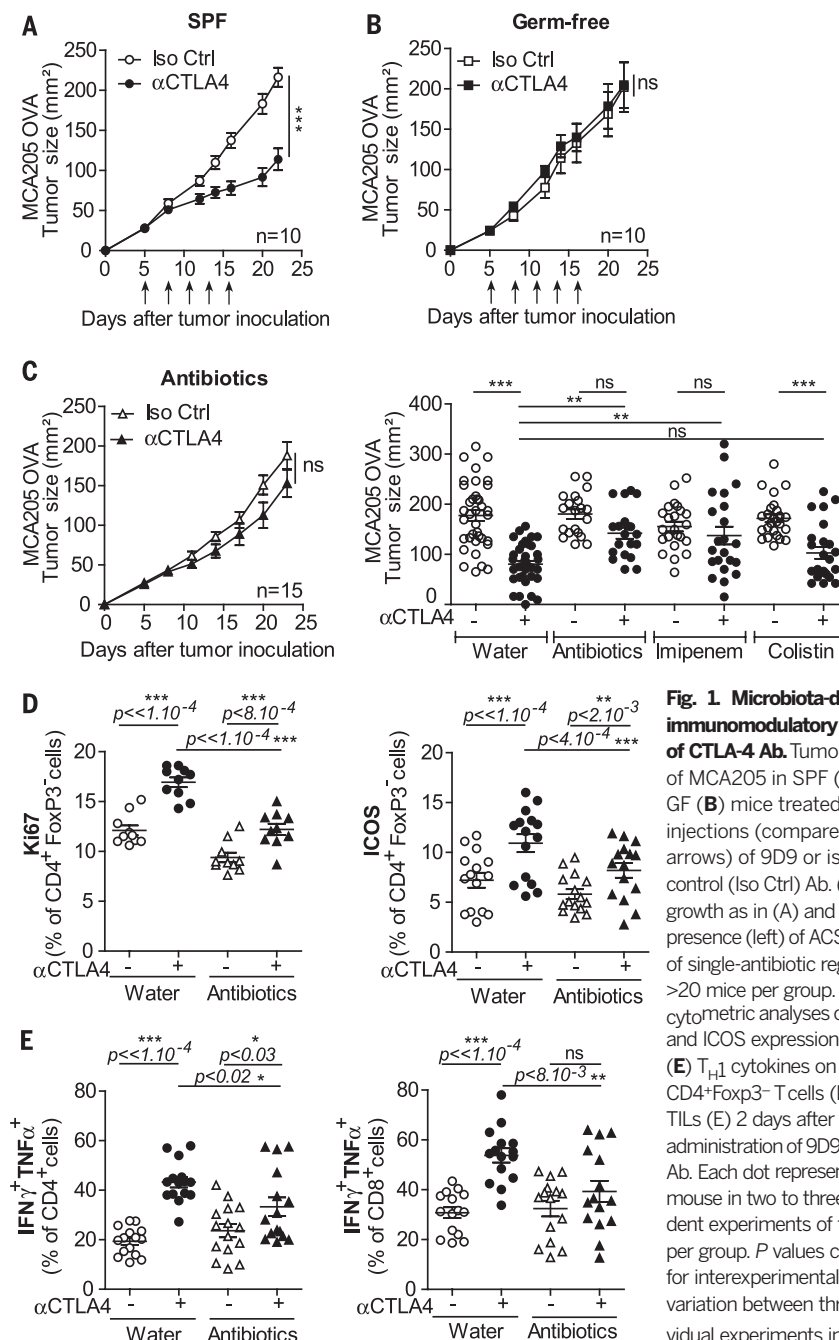 A
SPF
Iso Ctrl
αCTLA4
MCA205 OVA
Tumor size (mm²)
250
200
150
100
50
0
***
n=10
0 5 10 15 20 25
Days after tumor inoculation
B
Germ-free
Iso Ctrl
αCTLA4
MCA205 OVA
Tumor size (mm²)
250
200
150
100
50
0
ns
n=10
0 5 10 15 20 25
Days after tumor inoculation
C
Antibiotics
Iso Ctrl
αCTLA4
MCA205 OVA
Tumor size (mm²)
250
200
150
100
50
0
ns
n=15
0 5 10 15 20 25
Days after tumor inoculation
*** ns ns ***
**
**
ns
MCA205 OVA
Tumor size (mm²)
400
300
200
100
0
αCTLA4 - + - + - + - +
Water Antibiotics Imipenem Colistin
D
*** ***
p<<1.10-4 p<8.10-4
p<<1.10-4 ***
Ki67
(% of CD4+ FoxP3- cells)
20
15
10
5
0
αCTLA4 - + - +
Water Antibiotics
*** **
p<<1.10-4 p<2.10-3
p<4.10-4 ***
ICOS
(% of CD4+ FoxP3- cells)
20
15
10
5
0
αCTLA4 - + - +
Water Antibiotics
E
*** *
p<<1.10-4 p<0.03
p<0.02 *
IFNγ+TNFα+
(% of CD4+cells)
80
60
40
20
0
αCTLA4 - + - +
Water Antibiotics
*** ns
p<<1.10-4
p<8.10-3 **
IFNγ+TNFα+
(% of CD8+cells)
80
60
40
20
0
αCTLA4 - + - +
Water Antibiotics
Fig. 1. Microbiota-d
immunomodulatory
of CTLA-4 Ab. Tumor
of MCA205 in SPF (
GF (B) mice treated
injections (compare
arrows) of 9D9 or is
control (Iso Ctrl) Ab. (
growth as in (A) and
presence (left) of ACS
of single-antibiotic reg
>20 mice per group.
cytometric analyses o
and ICOS expression
(E) TH1 cytokines on
CD4+Foxp3– T cells (
TILs (E) 2 days after
administration of 9D9
Ab. Each dot represen
mouse in two to three
dent experiments of
per group. P values c
for interexperimental
variation between thr
vidual experiments in